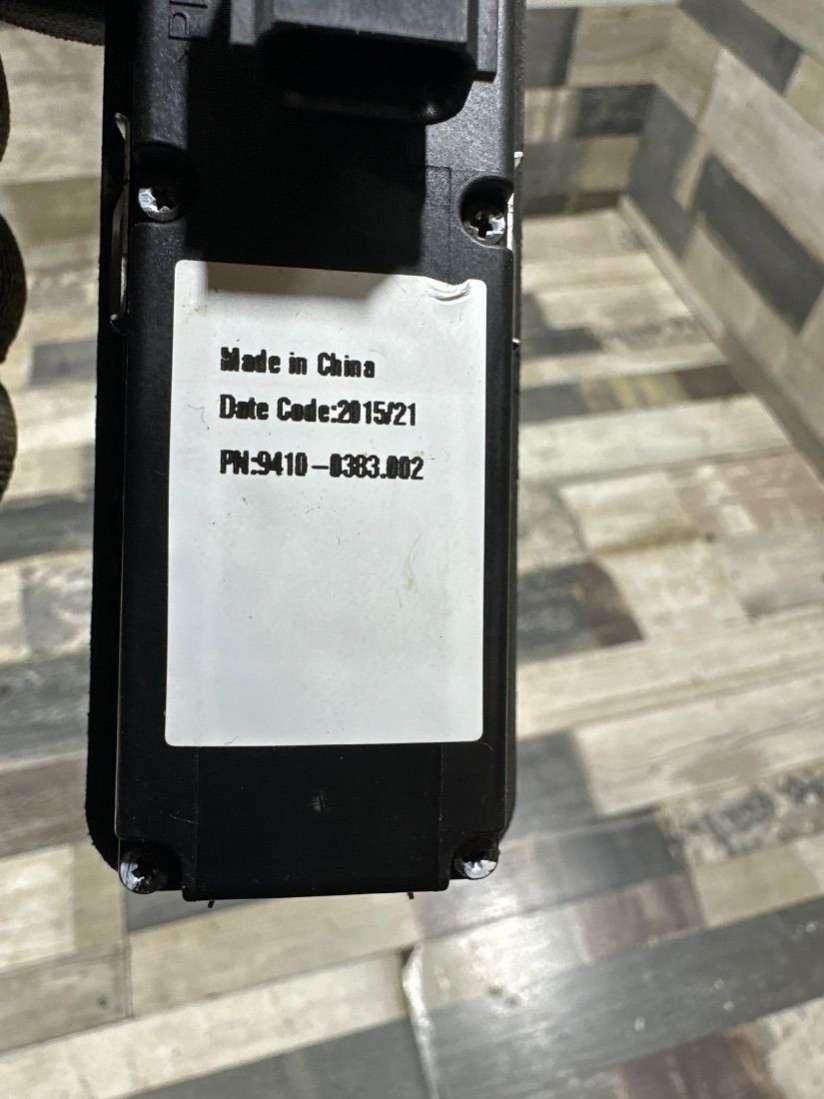 Made in China
Date Code:2015/21
PN:9410-0383.002